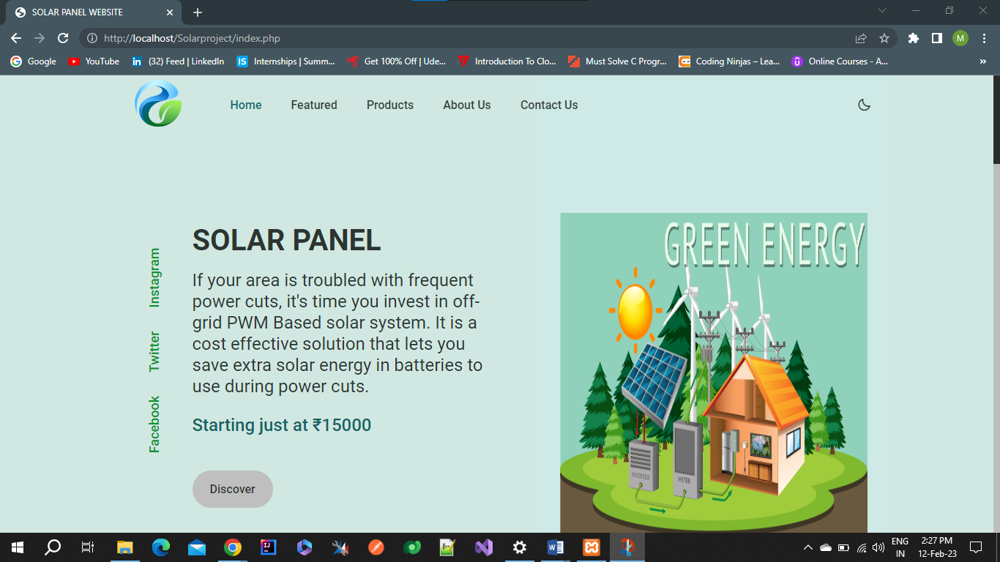 SOLAR PANEL WEBSITE
http://localhost/Solarproject/index.php
M
Google
YouTube
(32) Feed | LinkedIn
Internships | Summ...
Get 100% Off | Ude...
Introduction To Clo...
Must Solve C Progr...
Coding Ninjas – Lea...
Online Courses - A...
Home
Featured
Products
About Us
Contact Us
Instagram
Twitter
Facebook
SOLAR PANEL
If your area is troubled with frequent
power cuts, it's time you invest in off-
grid PWM Based solar system. It is a
cost effective solution that lets you
save extra solar energy in batteries to
use during power cuts.
Starting just at ₹15000
Discover
GREEN ENERGY
INVERTER
METER
ENG
IN
2:27 PM
12-Feb-23